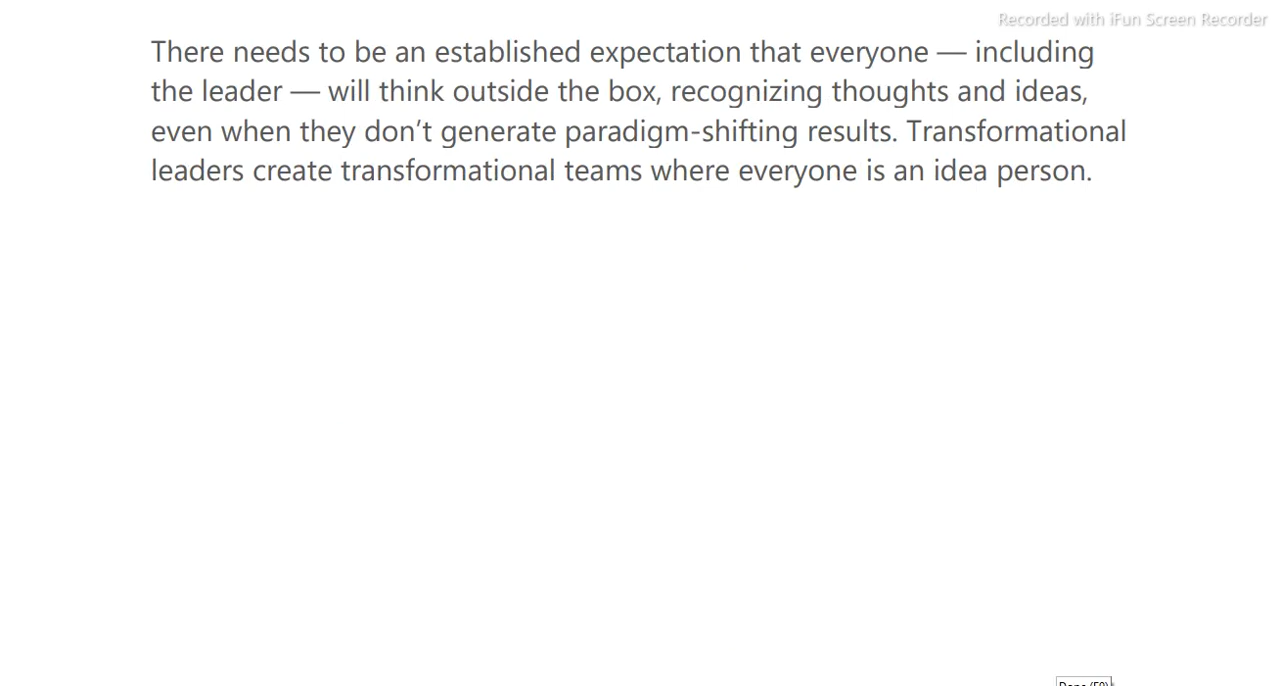 Recorded with iFun Screen Recorder
There needs to be an established expectation that everyone — including
the leader — will think outside the box, recognizing thoughts and ideas,
even when they don’t generate paradigm-shifting results. Transformational
leaders create transformational teams where everyone is an idea person.